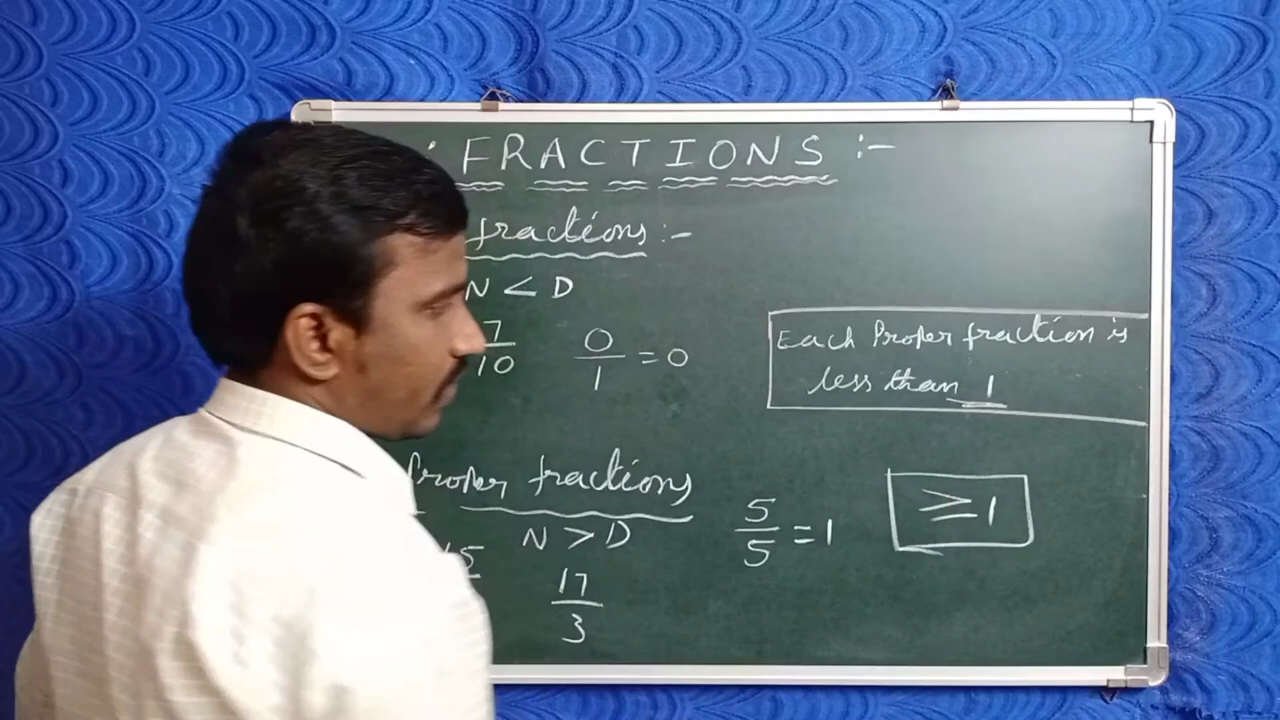 FRACTIONS :-
fractions :-
N < D
7/10 0/1 = 0
Each Proper fraction is
less than 1
proper fractions
N > D
15
17/3
5/5 = 1
≥ 1